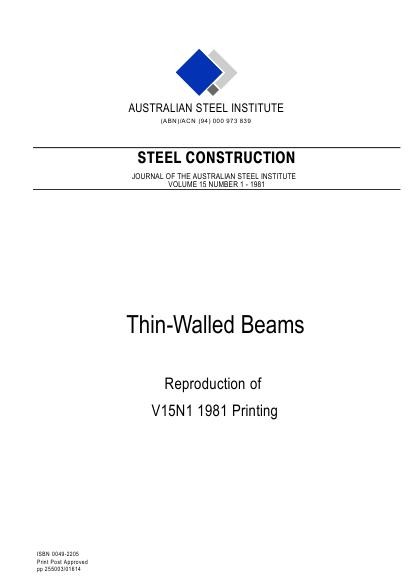 AUSTRALIAN STEEL INSTITUTE
(ABN)/ACN (94) 000 973 839
STEEL CONSTRUCTION
JOURNAL OF THE AUSTRALIAN STEEL INSTITUTE
VOLUME 15 NUMBER 1 - 1981
Thin-Walled Beams
Reproduction of
V15N1 1981 Printing
ISBN 0049-2205
Print Post Approved
pp 255003/01614